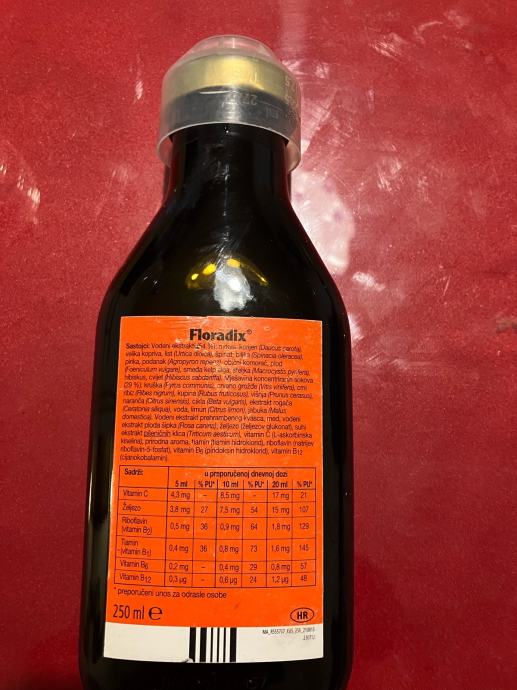 Floradix®
Sastojci: Vodeni ekstrakti (54 %): mrkva, korijen (Daucus carota),
velika kopriva, list (Urtica dioica), špinat, biljka (Spinacia oleracea),
pirika, podanak (Agropyron repens), obični komorač, plod
(Foeniculum vulgare), smeđa kelp alga, steljka (Macrocystis pyrifera),
hibiskus, cvijet (Hibiscus sabdariffa). Mješavina koncentriranih sokova
(29 %): kruška (Pyrus communis), crveno grožđe (Vitis vinifera), crni
ribiz (Ribes nigrum), kupina (Rubus fruticosus), višnja (Prunus cerasus),
naranča (Citrus sinensis), cikla (Beta vulgaris), ekstrakt rogača
(Ceratonia siliqua), voda, limun (Citrus limon), jabuka (Malus
domestica). Vodeni ekstrakt prehrambenog kvasca, med, vodeni
ekstrakt ploda šipka (Rosa canina), željezo (željezov glukonat), suhi
ekstrakt pšeničnih klica (Triticum aestivum), vitamin C (L-askorbinska
kiselina), prirodna aroma, tiamin (tiamin hidroklorid), riboflavin (natrijev
riboflavin-5-fosfat), vitamin B6 (piridoksin hidroklorid), vitamin B12
(cijanokobalamin).
Sadrži: u preporučenoj dnevnoj dozi
5 ml % PU* 10 ml % PU* 20 ml % PU*
Vitamin C 4,3 mg - 8,5 mg - 17 mg 21
Željezo 3,8 mg 27 7,5 mg 54 15 mg 107
Riboflavin
(vitamin B2) 0,5 mg 36 0,9 mg 64 1,8 mg 129
Tiamin
(vitamin B1) 0,4 mg 36 0,8 mg 73 1,6 mg 145
Vitamin B6 0,2 mg - 0,4 mg 29 0,8 mg 57
Vitamin B12 0,3 µg - 0,6 µg 24 1,2 µg 48
* preporučeni unos za odrasle osobe
250 ml e HR